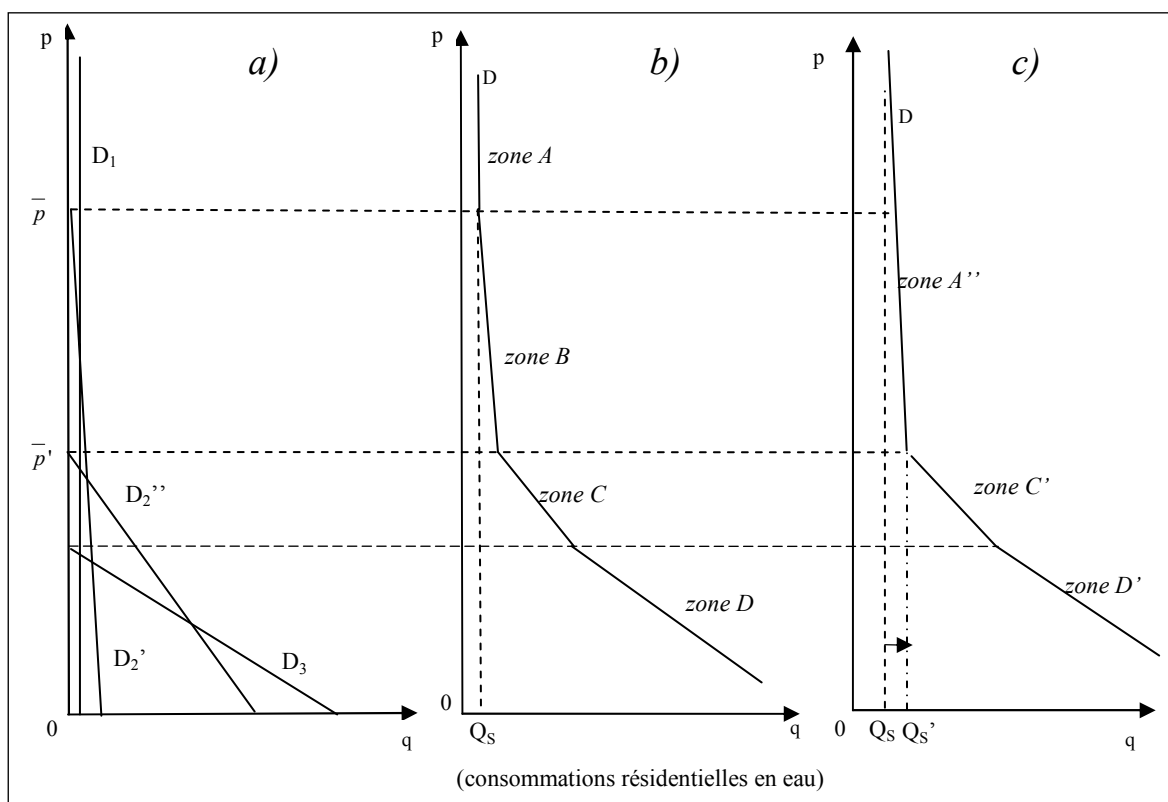 p
a)
D₁
p̅
p̅'
D₂''
D₂'
D₃
0
q
p
b)
D
zone A
zone B
zone C
zone D
0
Qs
q
p
c)
D
zone A''
zone C'
zone D'
0
Qs
Qs'
q
(consommations résidentielles en eau)